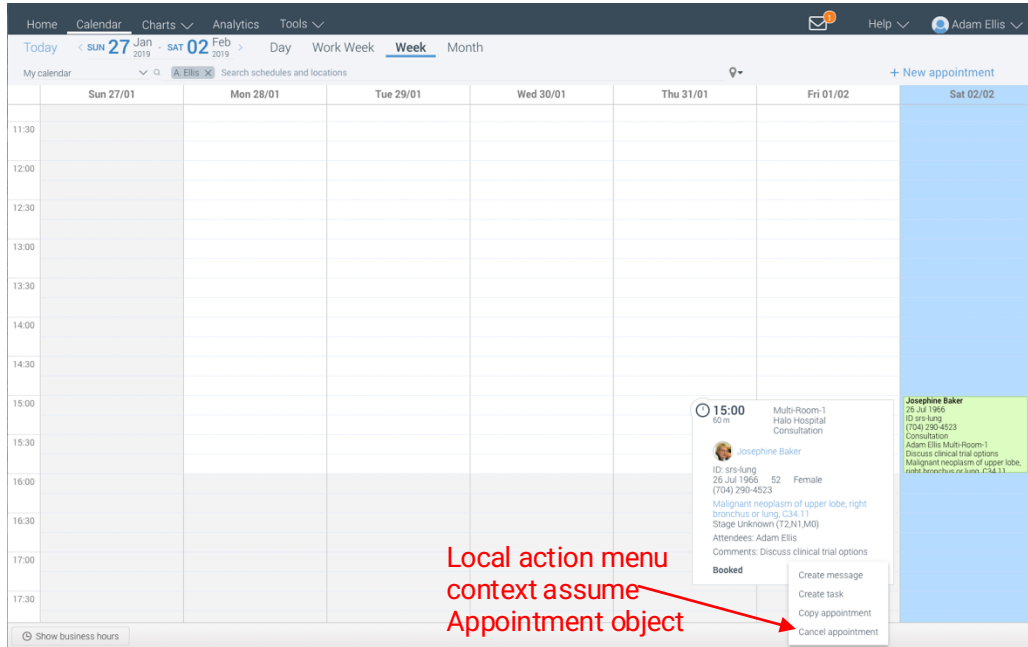 Home Calendar Charts Analytics Tools 1 Help Adam Ellis
Today < SUN 27 Jan 2019 - SAT 02 Feb 2019 > Day Work Week Week Month
My calendar A. Ellis X Search schedules and locations + New appointment
Sun 27/01 Mon 28/01 Tue 29/01 Wed 30/01 Thu 31/01 Fri 01/02 Sat 02/02
11:30
12:00
12:30
13:00
13:30
14:00
14:30
15:00
15:30
16:00
16:30
17:00
17:30
15:00
60 m
Multi-Room-1
Halo Hospital
Consultation
Josephine Baker
ID: srs-lung
26 Jul 1966 52 Female
(704) 290-4523
Malignant neoplasm of upper lobe, right
bronchus or lung, C34.11
Stage Unknown (T2,N1,M0)
Attendees: Adam Ellis
Comments: Discuss clinical trial options
Booked
Create message
Create task
Copy appointment
Cancel appointment
Josephine Baker
26 Jul 1966
ID srs-lung
(704) 290-4523
Consultation
Adam Ellis Multi-Room-1
Discuss clinical trial options
Malignant neoplasm of upper lobe,
right bronchus or lung, C34.11
Local action menu
context assume
Appointment object
Show business hours